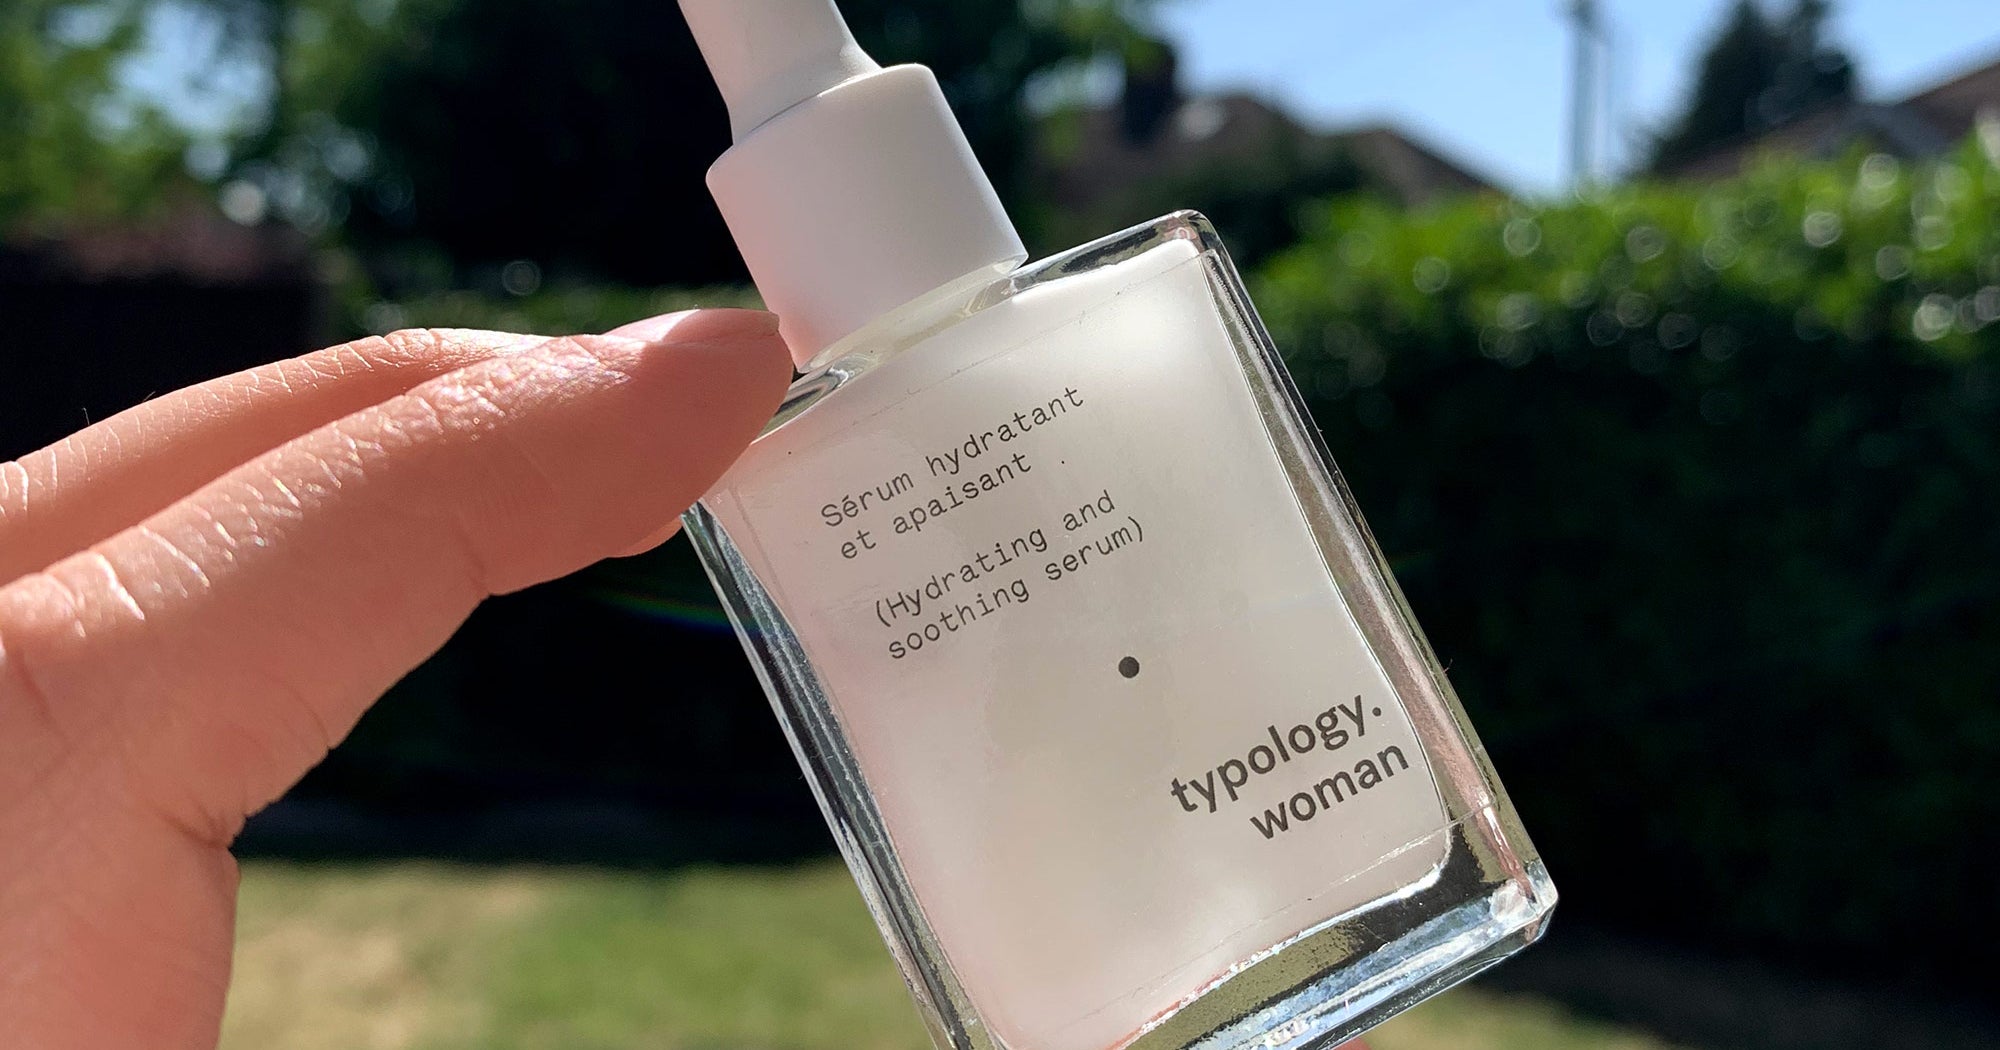 Sérum hydratant
et apaisant
(Hydrating and
soothing serum)
typology.
woman